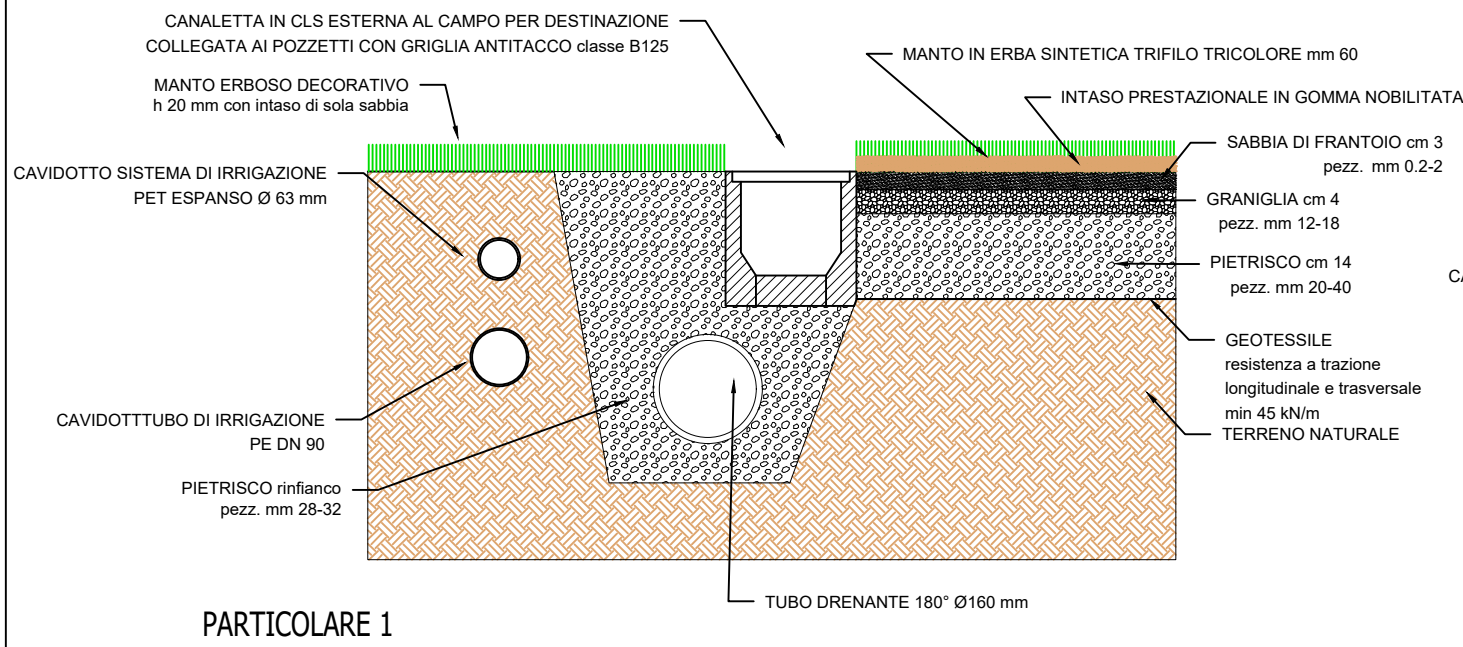 CANALETTA IN CLS ESTERNA AL CAMPO PER DESTINAZIONE
COLLEGATA AI POZZETTI CON GRIGLIA ANTITACCO classe B125
MANTO ERBOSO DECORATIVO
h 20 mm con intaso di sola sabbia
CAVIDOTTO SISTEMA DI IRRIGAZIONE
PET ESPANSO Ø 63 mm
CAVIDOTTTUBO DI IRRIGAZIONE
PE DN 90
PIETRISCO rinfianco
pezz. mm 28-32
MANTO IN ERBA SINTETICA TRIFILO TRICOLORE mm 60
INTASO PRESTAZIONALE IN GOMMA NOBILITATA
SABBIA DI FRANTOIO cm 3
pezz. mm 0.2-2
GRANIGLIA cm 4
pezz. mm 12-18
PIETRISCO cm 14
pezz. mm 20-40
CA
GEOTESSILE
resistenza a trazione
longitudinale e trasversale
min 45 kN/m
TERRENO NATURALE
TUBO DRENANTE 180° Ø160 mm
PARTICOLARE 1